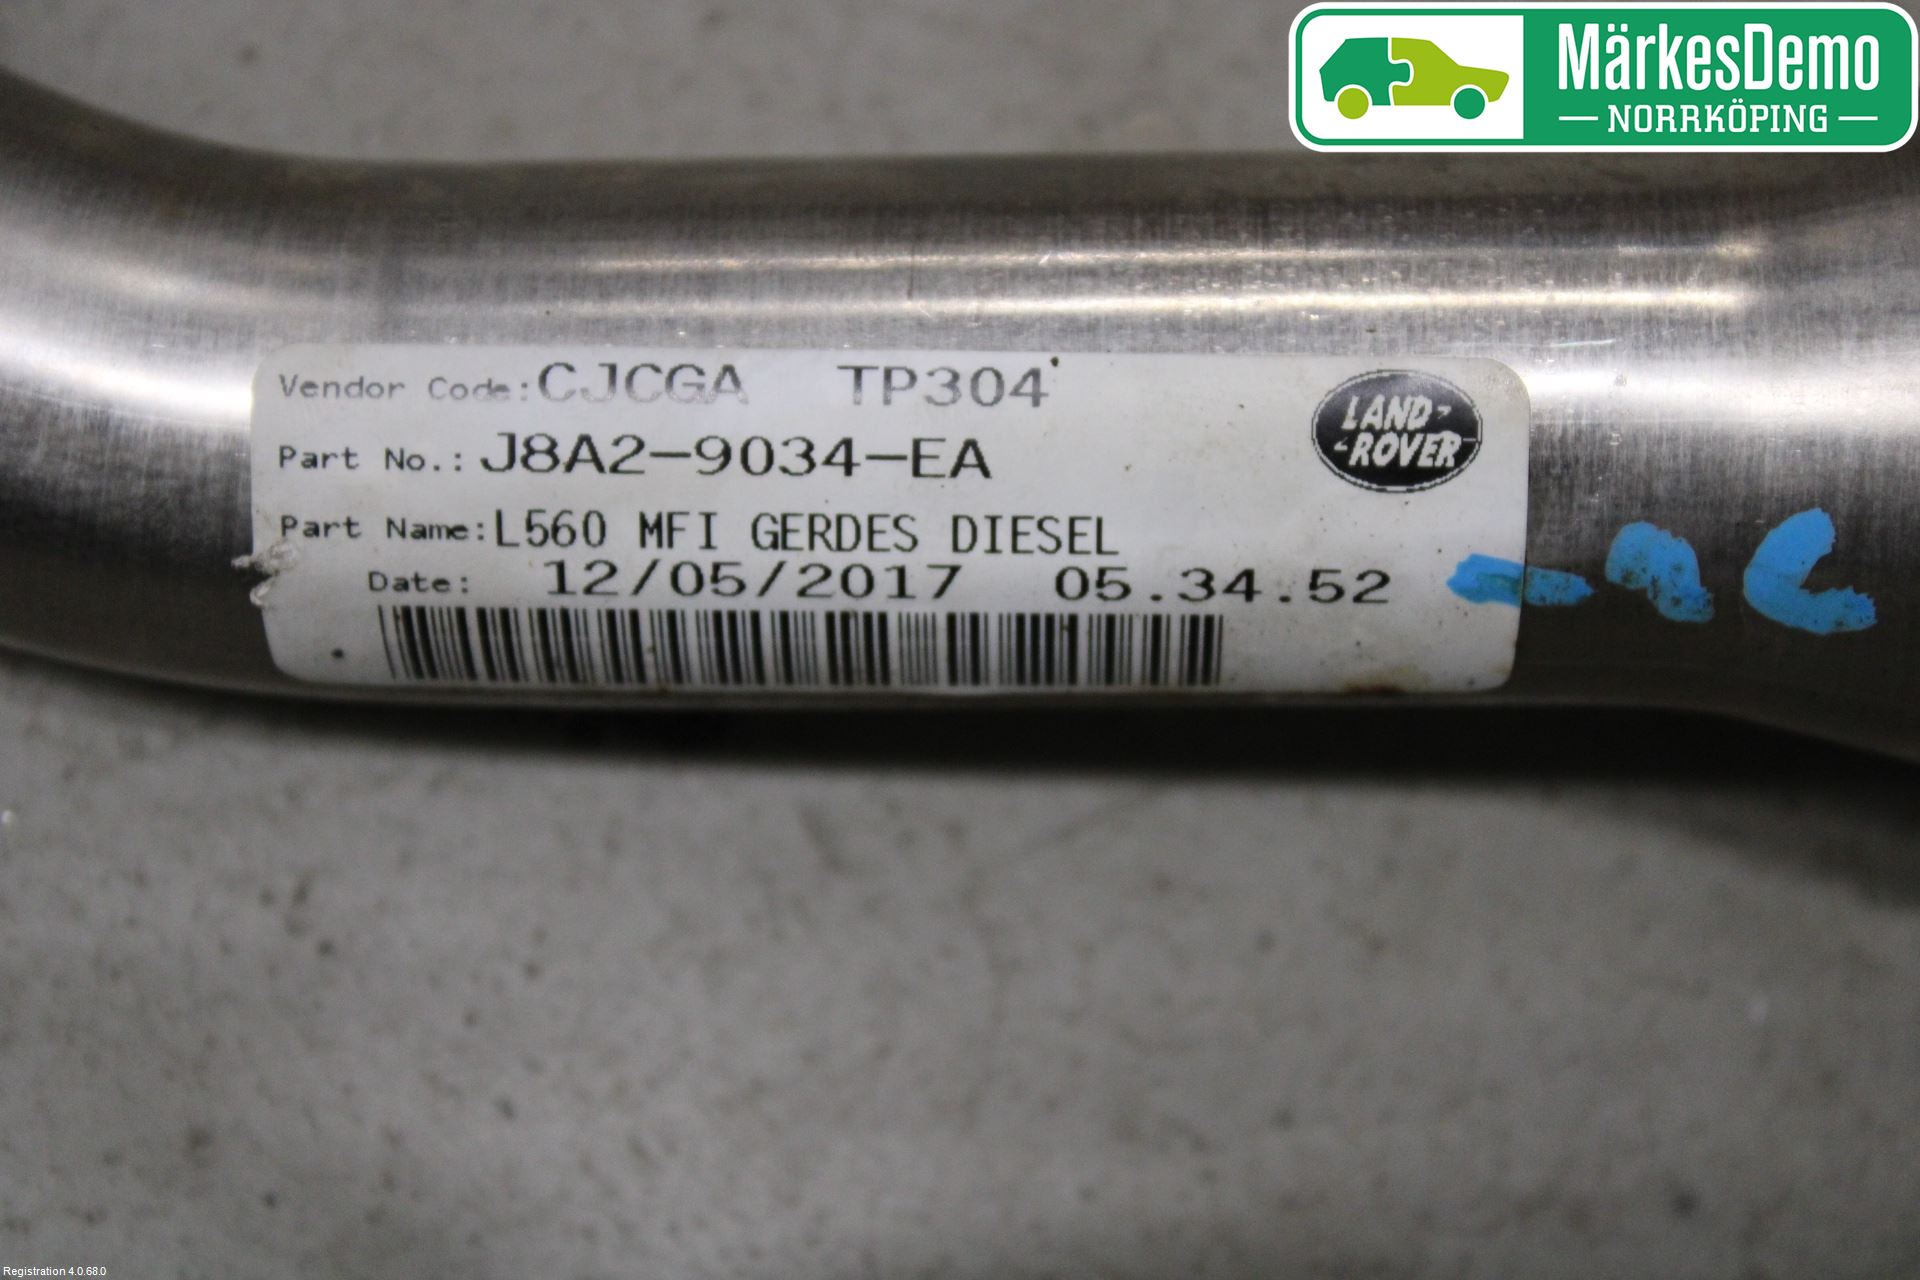 MärkesDemo
NORRKÖPING
Vendor Code: CJCGA TP304
LAND-
-ROVER
Part No.: J8A2-9034-EA
Part Name: L560 MFI GERDES DIESEL
Date: 12/05/2017 05.34.52
Registration 4.0.68.0